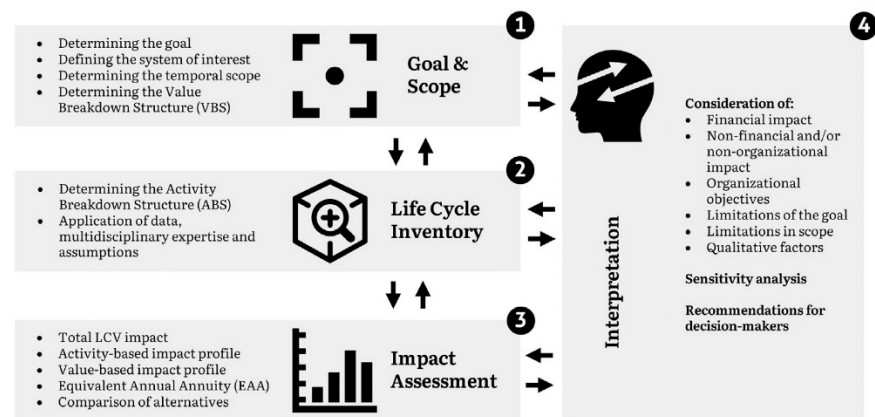 1
• Determining the goal
• Defining the system of interest
• Determining the temporal scope
• Determining the Value
Breakdown Structure (VBS)
Goal &
Scope
2
• Determining the Activity
Breakdown Structure (ABS)
• Application of data,
multidisciplinary expertise and
assumptions
Life Cycle
Inventory
3
• Total LCV impact
• Activity-based impact profile
• Value-based impact profile
• Equivalent Annual Annuity (EAA)
• Comparison of alternatives
Impact
Assessment
4
Interpretation
Consideration of:
• Financial impact
• Non-financial and/or
non-organizational
impact
• Organizational
objectives
• Limitations of the goal
• Limitations in scope
• Qualitative factors
Sensitivity analysis
Recommendations for
decision-makers